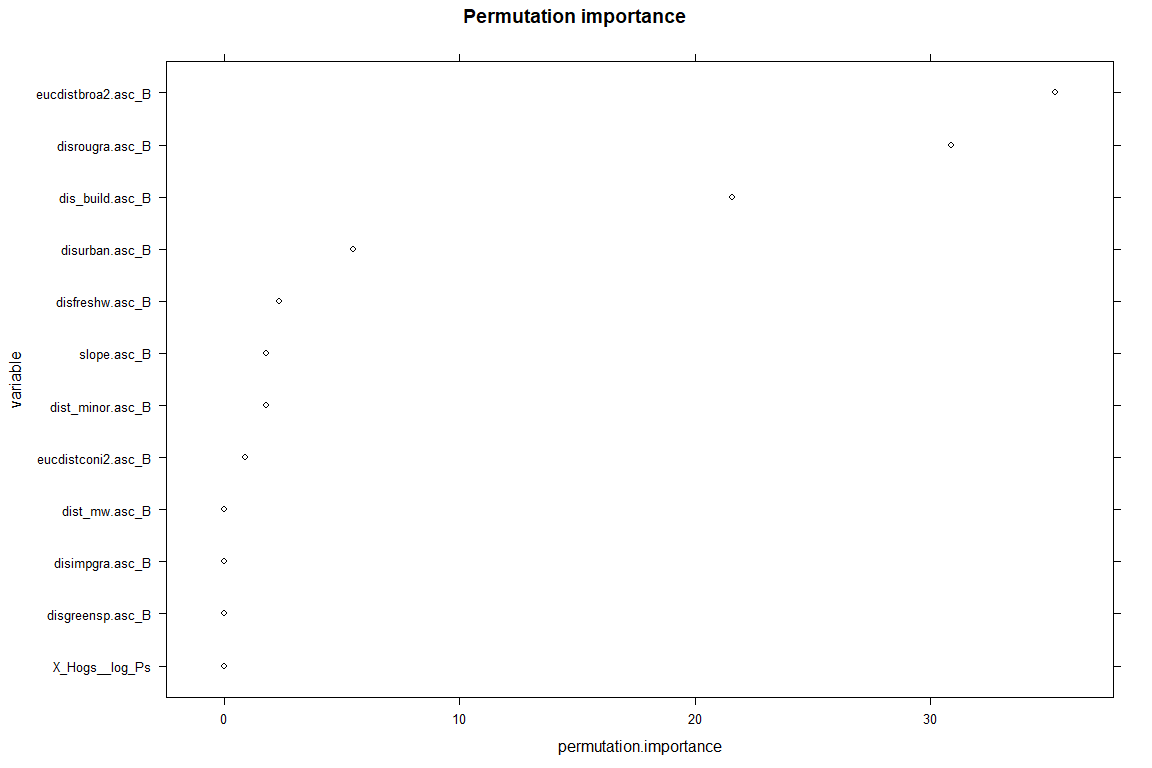 Permutation importance
eucdistbroa2.asc_B
disrougra.asc_B
dis_build.asc_B
disurban.asc_B
disfreshw.asc_B
slope.asc_B
dist_minor.asc_B
eucdistconi2.asc_B
dist_mw.asc_B
disimpgra.asc_B
disgreensp.asc_B
X_Hogs__log_Ps
variable
0 10 20 30
permutation.importance